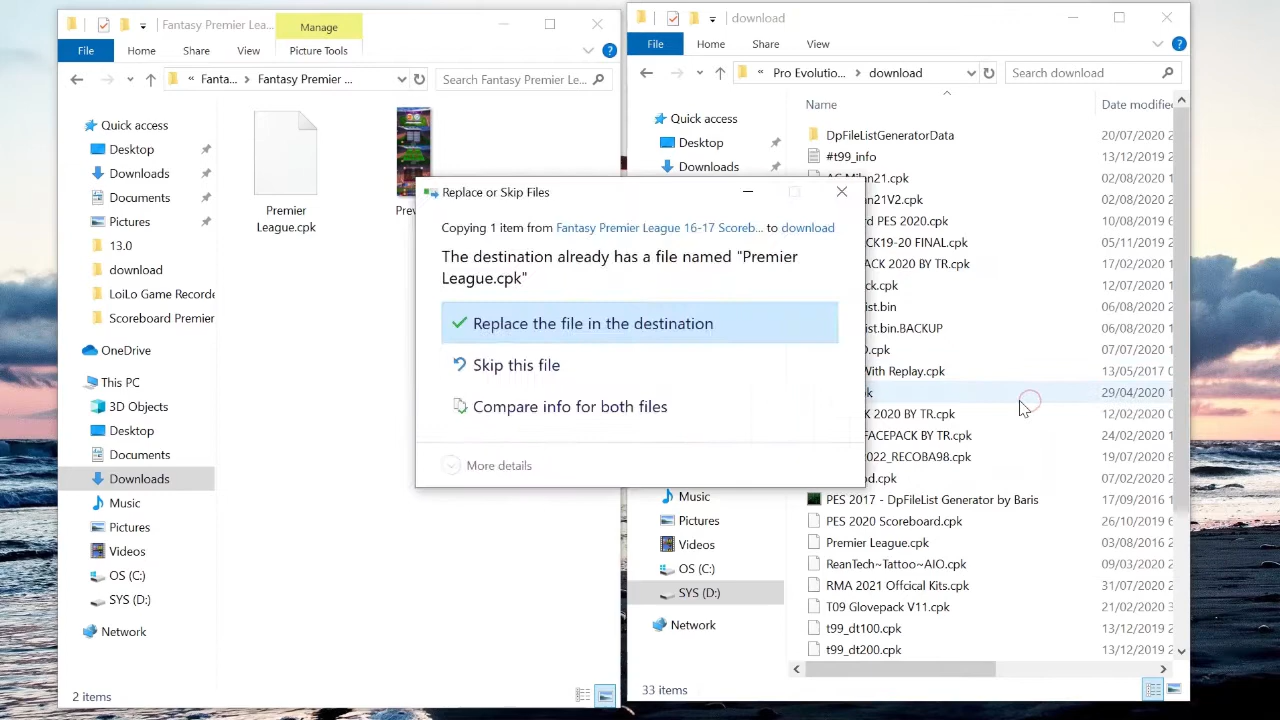 Fantasy Premier Lea...
Manage
File
Home
Share
View
Picture Tools
« Fanta... > Fantasy Premier ...
Search Fantasy Premier Le...
Quick access
Desktop
Downloads
Documents
Pictures
13.0
download
LoiLo Game Recorde
Scoreboard Premier
OneDrive
This PC
3D Objects
Desktop
Documents
Downloads
Music
Pictures
Videos
OS (C:)
SYS (D:)
Network
Premier
League.cpk
Prev
2 items
Replace or Skip Files
Copying 1 item from Fantasy Premier League 16-17 Scoreb... to download
The destination already has a file named "Premier
League.cpk"
Replace the file in the destination
Skip this file
Compare info for both files
More details
download
File
Home
Share
View
« Pro Evolutio... > download
Search download
Quick access
Desktop
Downloads
Music
Pictures
Videos
OS (C:)
SYS (D:)
Network
Name
Date modified
DpFileListGeneratorData
20/07/2020
#t99_info
13/12/2019 2
AC Milan21.cpk
02/08/2020 1
lan21V2.cpk
02/08/2020 1
rd PES 2020.cpk
10/08/2019 6
CK19-20 FINAL.cpk
05/11/2019 2
ACK 2020 BY TR.cpk
17/02/2020 1
ck.cpk
12/07/2020 1
ist.bin
06/08/2020 1
ist.bin.BACKUP
06/08/2020 1
.cpk
07/07/2020 1
With Replay.cpk
13/05/2017 0
k
29/04/2020 1
K 2020 BY TR.cpk
12/02/2020 0
FACEPACK BY TR.cpk
24/02/2020 1
2022_RECOBA98.cpk
19/07/2020 1
od.cpk
07/02/2020 1
PES 2017 - DpFileList Generator by Baris
17/09/2016 1
PES 2020 Scoreboard.cpk
26/10/2019 6
Premier League.cpk
03/08/2016 2
ReanTech~Tattoo~AIO.cpk
09/03/2020 2
RMA 2021 Offcical Kits.cpk
31/07/2020 1
T09 Glovepack V11.cpk
21/02/2020 3
t99_dt100.cpk
13/12/2019 2
t99_dt200.cpk
13/12/2019 2
33 items